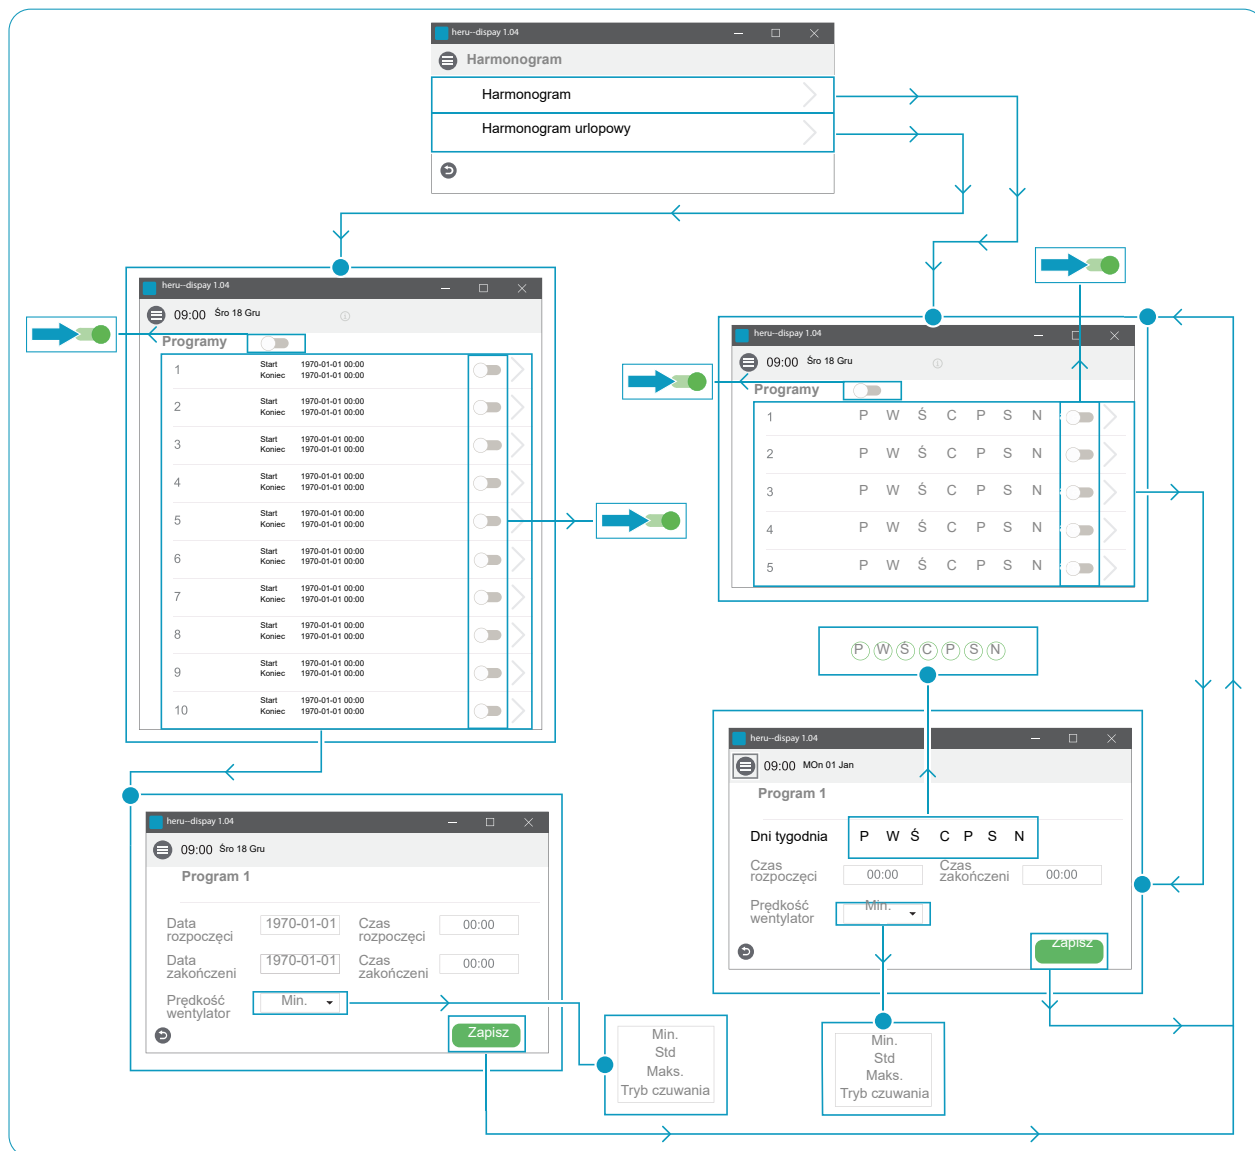 heru--dispay 1.04
Harmonogram
Harmonogram
Harmonogram urlopowy
heru--dispay 1.04
09:00 Śro 18 Gru
Programy
1 Start 1970-01-01 00:00
Koniec 1970-01-01 00:00
2 Start 1970-01-01 00:00
Koniec 1970-01-01 00:00
3 Start 1970-01-01 00:00
Koniec 1970-01-01 00:00
4 Start 1970-01-01 00:00
Koniec 1970-01-01 00:00
5 Start 1970-01-01 00:00
Koniec 1970-01-01 00:00
6 Start 1970-01-01 00:00
Koniec 1970-01-01 00:00
7 Start 1970-01-01 00:00
Koniec 1970-01-01 00:00
8 Start 1970-01-01 00:00
Koniec 1970-01-01 00:00
9 Start 1970-01-01 00:00
Koniec 1970-01-01 00:00
10 Start 1970-01-01 00:00
Koniec 1970-01-01 00:00
heru--dispay 1.04
09:00 Śro 18 Gru
Programy
1 P W Ś C P S N
2 P W Ś C P S N
3 P W Ś C P S N
4 P W Ś C P S N
5 P W Ś C P S N
P W Ś C P S N
heru--dispay 1.04
09:00 MOn 01 Jan
Program 1
Dni tygodnia P W Ś C P S N
Czas rozpoczęci 00:00 Czas zakończeni 00:00
Prędkość wentylator Min.
Zapisz
Min.
Std
Maks.
Tryb czuwania
heru--dispay 1.04
09:00 Śro 18 Gru
Program 1
Data rozpoczęci 1970-01-01 Czas rozpoczęci 00:00
Data zakończeni 1970-01-01 Czas zakończeni 00:00
Prędkość wentylator Min.
Zapisz
Min.
Std
Maks.
Tryb czuwania